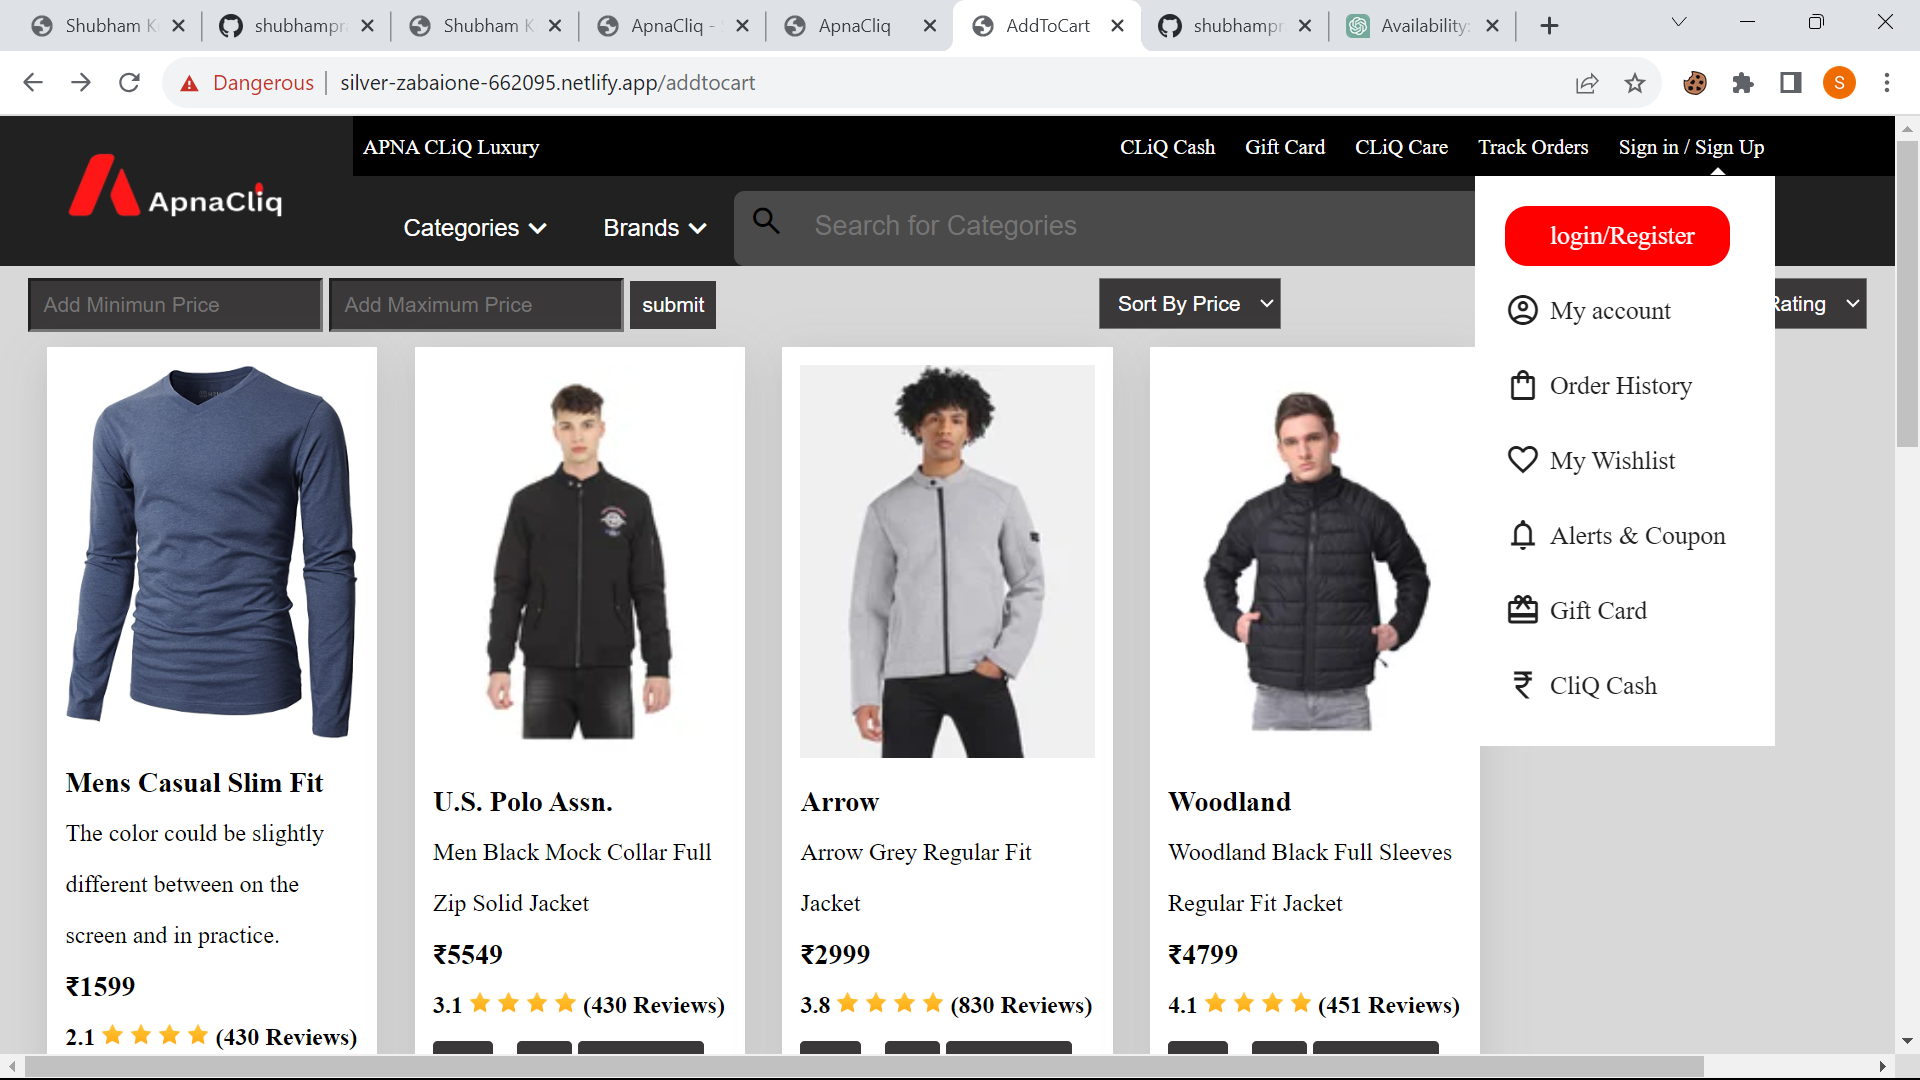 Shubham K
shubhampr
Shubham K
ApnaCliq -
ApnaCliq
AddToCart
shubhampr
Availability:
Dangerous
silver-zabaione-662095.netlify.app/addtocart
S
APNA CLiQ Luxury
CLiQ Cash
Gift Card
CLiQ Care
Track Orders
Sign in / Sign Up
ApnaCliq
Categories
Brands
Search for Categories
login/Register
My account
Order History
My Wishlist
Alerts & Coupon
Gift Card
CliQ Cash
Add Minimun Price
Add Maximum Price
submit
Sort By Price
Rating
Mens Casual Slim Fit
The color could be slightly
different between on the
screen and in practice.
₹1599
2.1 (430 Reviews)
U.S. Polo Assn.
Men Black Mock Collar Full
Zip Solid Jacket
₹5549
3.1 (430 Reviews)
Arrow
Arrow Grey Regular Fit
Jacket
₹2999
3.8 (830 Reviews)
Woodland
Woodland Black Full Sleeves
Regular Fit Jacket
₹4799
4.1 (451 Reviews)